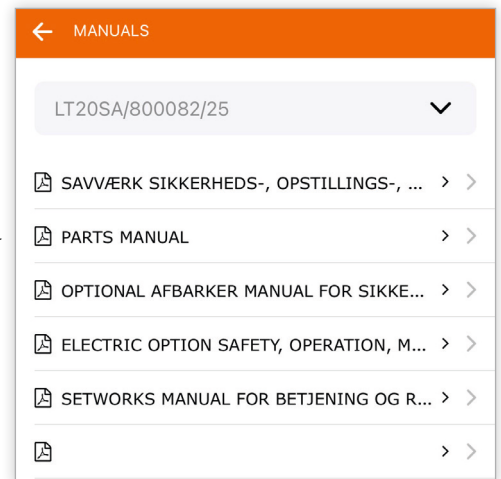 MANUALS
LT20SA/800082/25
SAVVÆRK SIKKERHEDS-, OPSTILLINGS-, ...
PARTS MANUAL
OPTIONAL AFBARKER MANUAL FOR SIKKE...
ELECTRIC OPTION SAFETY, OPERATION, M...
SETWORKS MANUAL FOR BETJENING OG R...